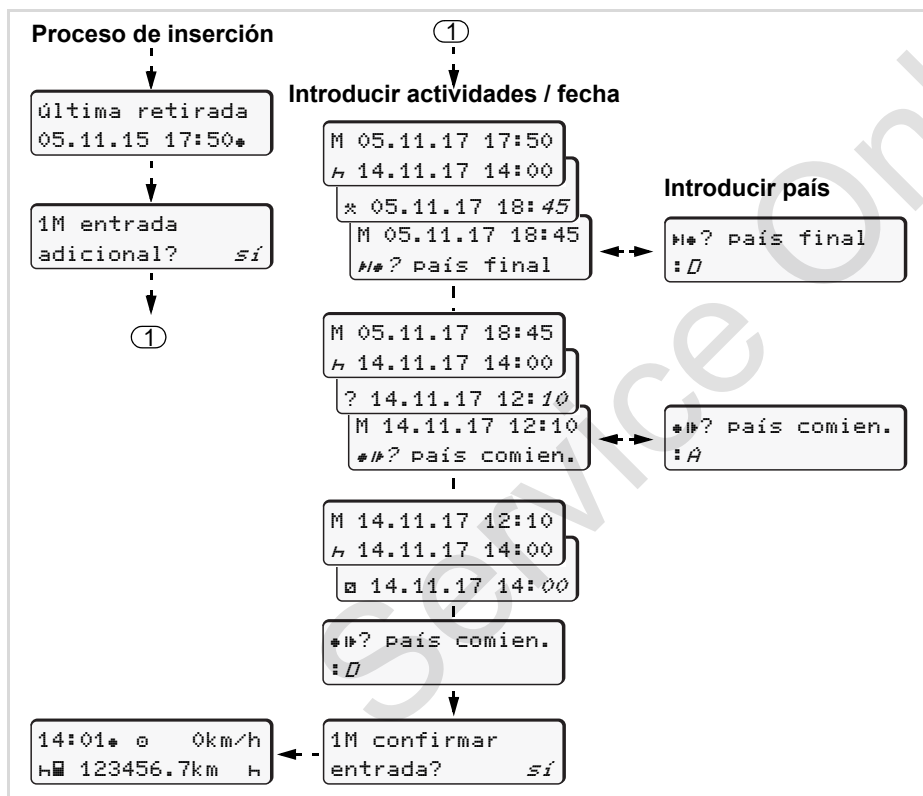 Proceso de inserción
última retirada
05.11.15 17:50
1M entrada
adicional? sí
1
1
Introducir actividades / fecha
M 05.11.17 17:50
14.11.17 14:00
05.11.17 18:45
M 05.11.17 18:45
? país final
Introducir país
? país final
:D
M 05.11.17 18:45
14.11.17 14:00
? 14.11.17 12:10
M 14.11.17 12:10
? país comien.
? país comien.
:A
M 14.11.17 12:10
14.11.17 14:00
14.11.17 14:00
? país comien.
:D
1M confirmar
entrada? sí
14:01 0km/h
123456.7km
Service Onl